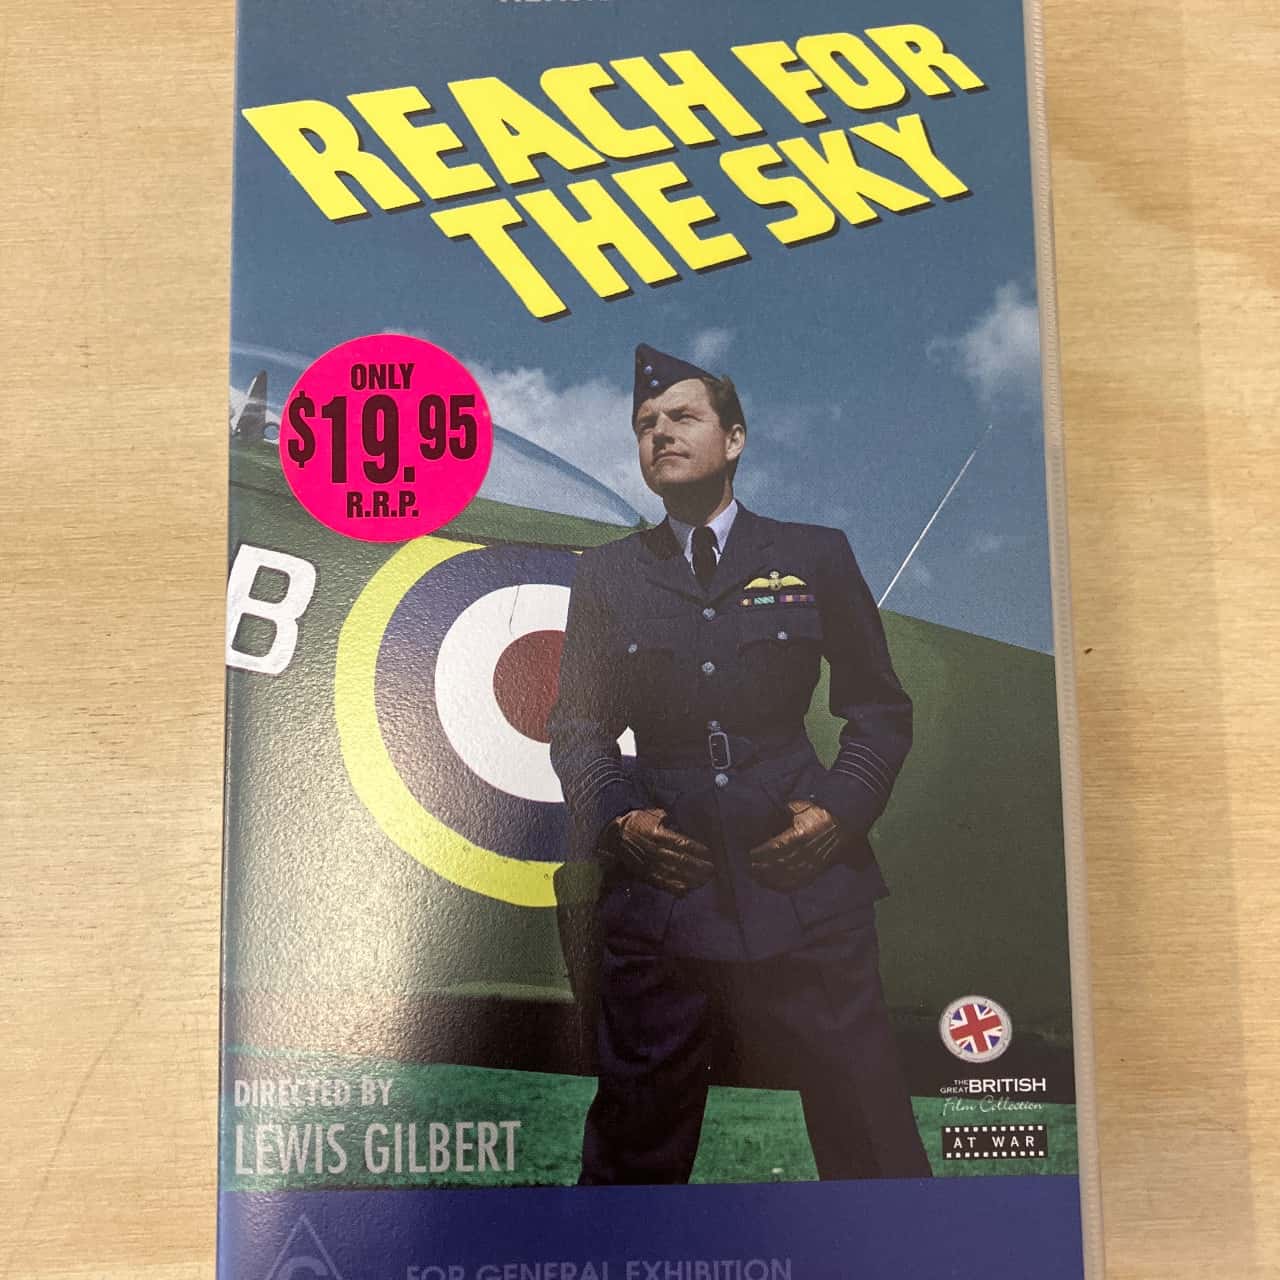 REACH FOR
THE SKY
ONLY
$19.95
R.R.P.
B
DIRECTED BY
LEWIS GILBERT
THE
GREAT BRITISH
Film Collection
AT WAR
G
FOR GENERAL EXHIBITION